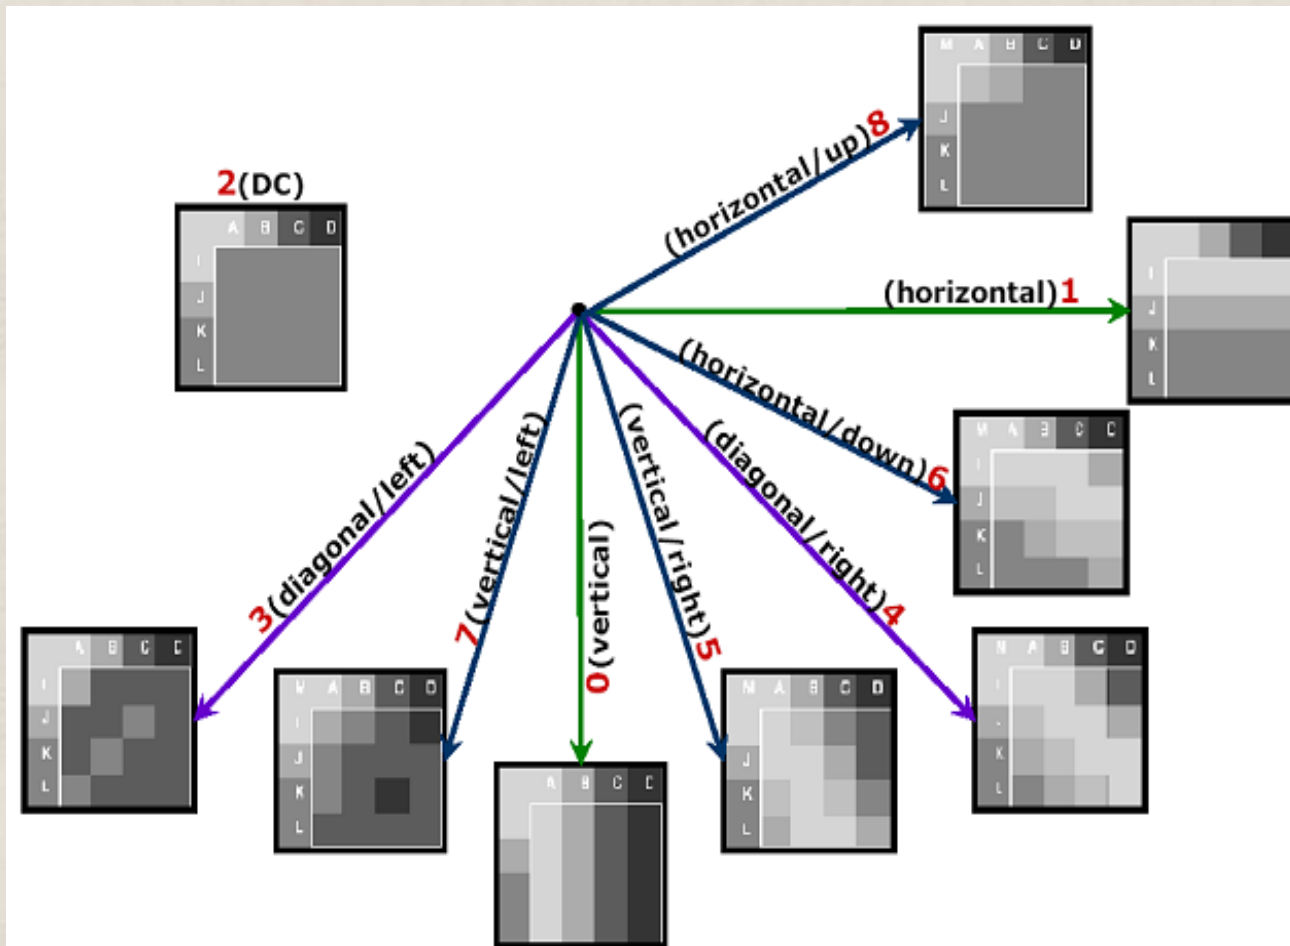 M A B C D
J
K
L
(horizontal/up)8
2(DC)
A B C D
I
J
K
L
(horizontal)1
I
J
K
L
(horizontal/down)6
M A B C C
I
J
K
L
(diagonal/right)4
M A B C D
I
K
L
(vertical/right)5
M A B C D
J
K
L
0(vertical)
A B C C
7(vertical/left)
M A B C D
I
J
K
L
3(diagonal/left)
A B C C
I
J
K
L